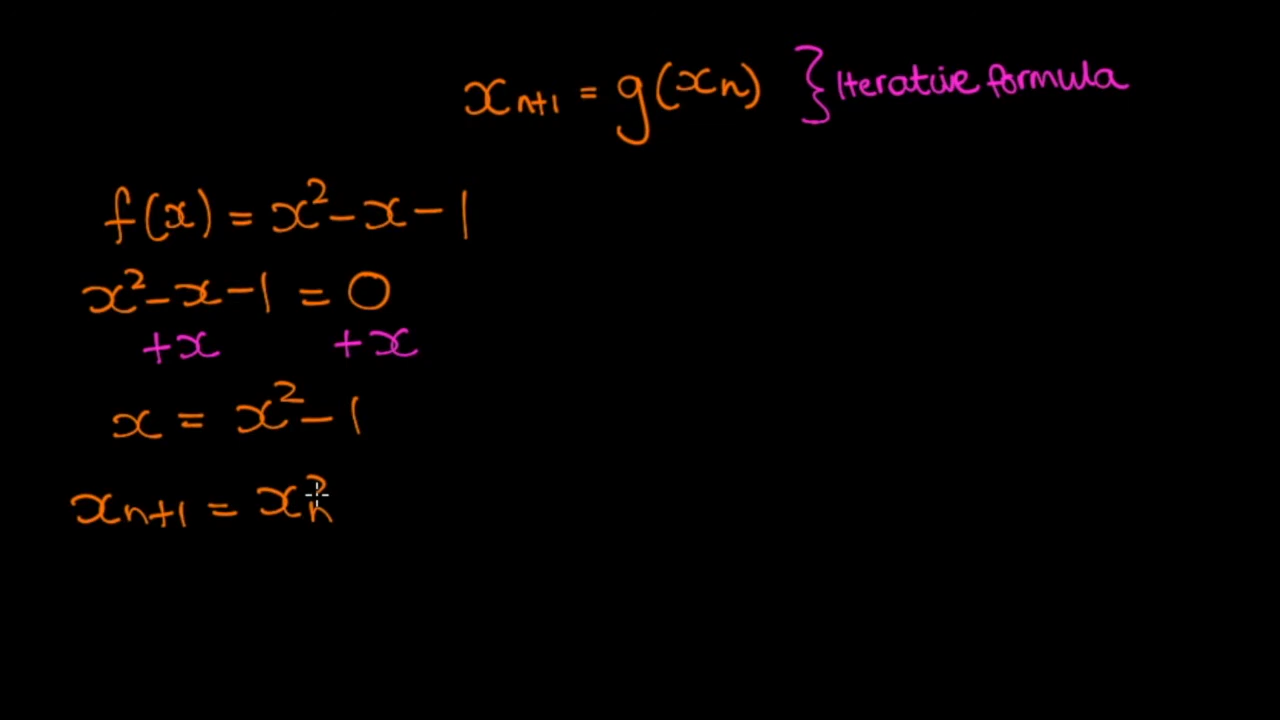 xₙ₊₁ = g(xₙ) } Iterative formula
f(x) = x² - x - 1
x² - x - 1 = 0
+x +x
x = x² - 1
xₙ₊₁ = xₙ²